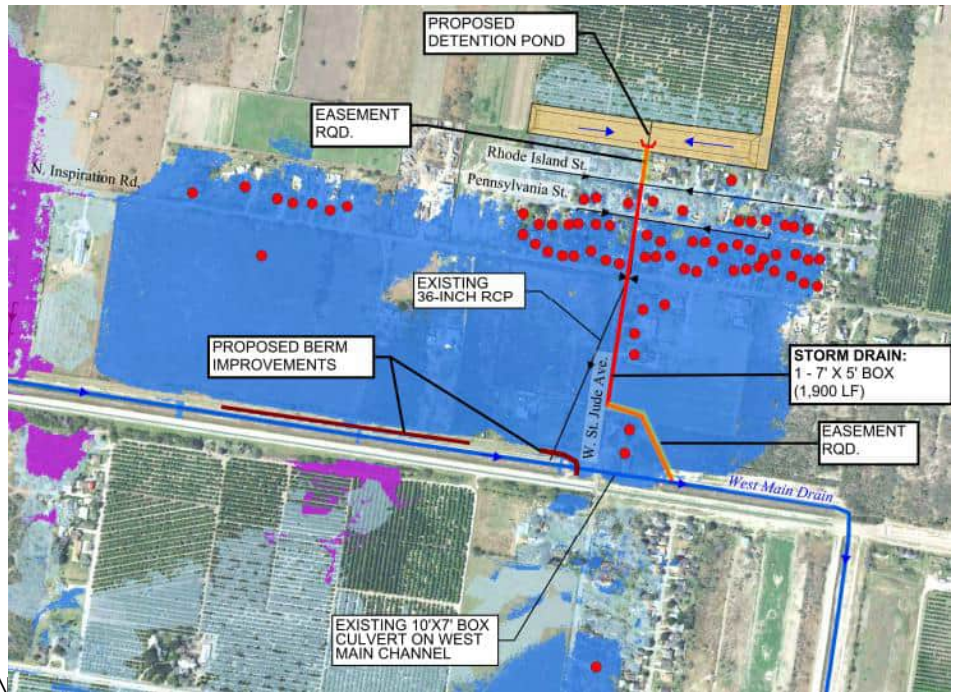 PROPOSED
DETENTION POND
EASEMENT
RQD.
Rhode Island St.
N. Inspiration Rd.
Pennsylvania St.
EXISTING
36-INCH RCP
PROPOSED BERM
IMPROVEMENTS
W. St. Jude Ave.
STORM DRAIN:
1 - 7' X 5' BOX
(1,900 LF)
EASEMENT
RQD.
West Main Drain
EXISTING 10'X7' BOX
CULVERT ON WEST
MAIN CHANNEL